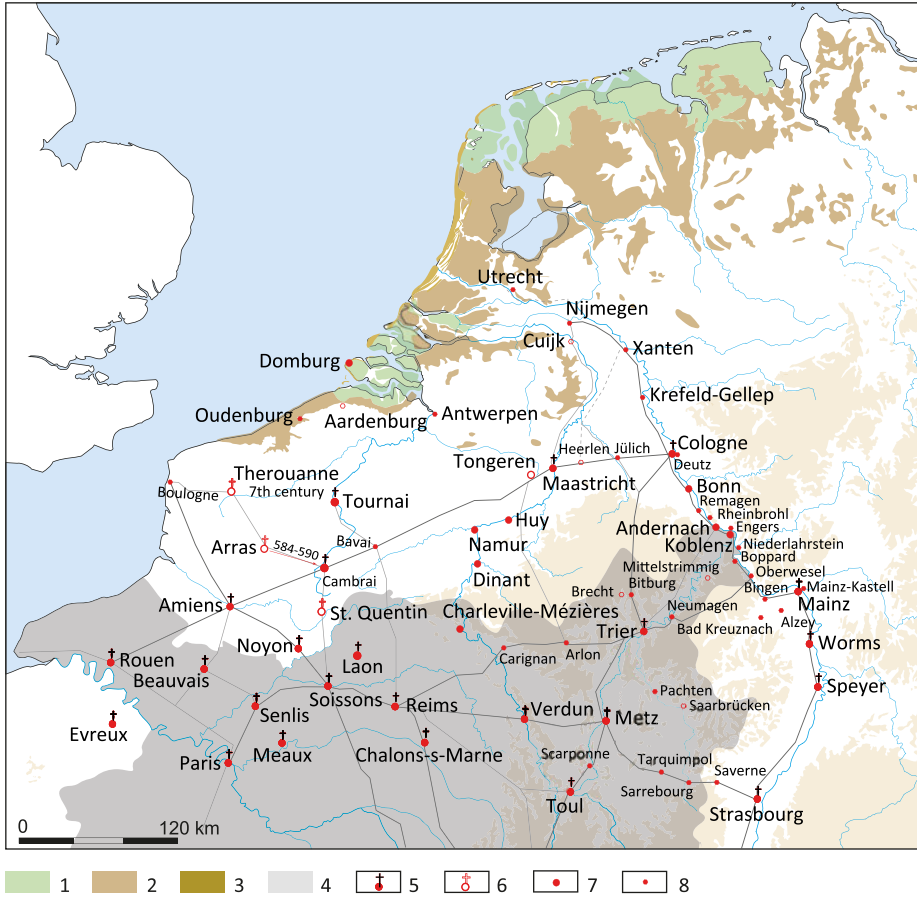 Utrecht
Nijmegen
Cuijk
Xanten
Domburg
Krefeld-Gellep
Oudenburg
Aardenburg
Antwerpen
Heerlen Jülich
Cologne
Deutz
Tongeren
Maastricht
Therouanne
7th century
Boulogne
Tournai
Bonn
Remagen
Rheinbrohl
Huy
Andernach
Engers
Arras
584-590
Bavai
Namur
Koblenz
Niederlahrstein
Boppard
Cambrai
Dinant
Mittelstrimmig
Oberwesel
Bitburg
Bingen
Mainz-Kastell
Brecht
Amiens
St. Quentin
Charleville-Mézières
Neumagen
Mainz
Alzey
Trier
Bad Kreuznach
Noyon
Laon
Carignan
Arlon
Worms
Rouen
Beauvais
Soissons
Reims
Pachten
Saarbrücken
Speyer
Senlis
Verdun
Metz
Evreux
Paris
Meaux
Chalons-s-Marne
Scarponne
Tarquimpol
Saverne
Sarrebourg
Toul
Strasbourg
0
120 km
1
2
3
4
5
6
7
8